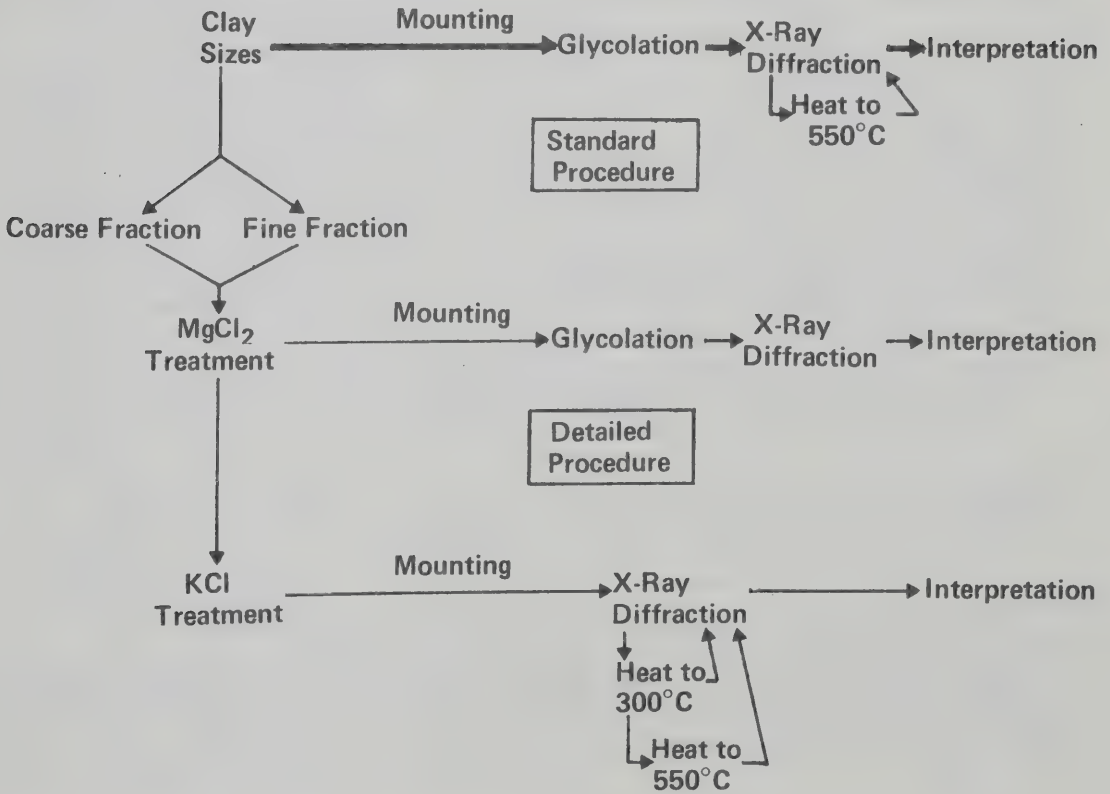 Clay
Sizes
Mounting
Glycolation
X-Ray
Diffraction
Interpretation
Heat to
550°C
Standard
Procedure
Coarse Fraction
Fine Fraction
MgCl₂
Treatment
Mounting
Glycolation
X-Ray
Diffraction
Interpretation
Detailed
Procedure
KCl
Treatment
Mounting
X-Ray
Diffraction
Interpretation
Heat to
300°C
Heat to
550°C